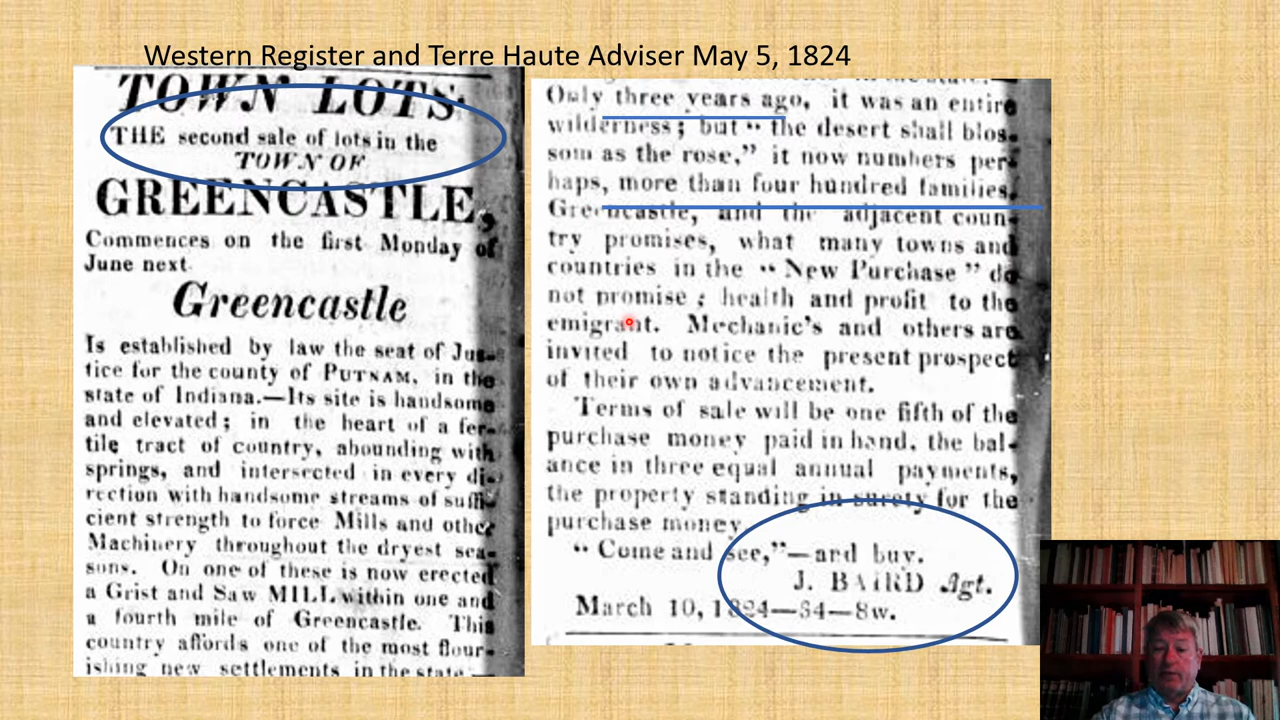 Western Register and Terre Haute Adviser May 5, 1824
TOWN LOTS
THE second sale of lots in the
TOWN OF
GREENCASTLE,
Commences on the first Monday of
June next
Greencastle
Is established by law the seat of Jus-
tice for the county of PUTNAM, in the
state of Indiana.—Its site is handsome
and elevated; in the heart of a fer-
tile tract of country, abounding with
springs, and intersected in every di-
rection with handsome streams of suffi-
cient strength to force Mills and other
Machinery throughout the dryest sea-
sons. On one of these is now erected
a Grist and Saw MILL within one and
a fourth mile of Greencastle. This
country affords one of the most flour-
ishing new settlements in the state.—
Only three years ago, it was an entire
wilderness; but “ the desert shall blos-
som as the rose,” it now numbers per-
haps, more than four hundred families.
Greencastle, and the adjacent coun-
try promises, what many towns and
countries in the “ New Purchase ” do
not promise ; health and profit to the
emigrant. Mechanic's and others are
invited to notice the present prospect
of their own advancement.
Terms of sale will be one fifth of the
purchase money paid in hand, the bal-
ance in three equal annual payments,
the property standing in surety for the
purchase money
“ Come and see,”—and buy.
J. BAIRD Agt.
March 10, 1824—34—8w.